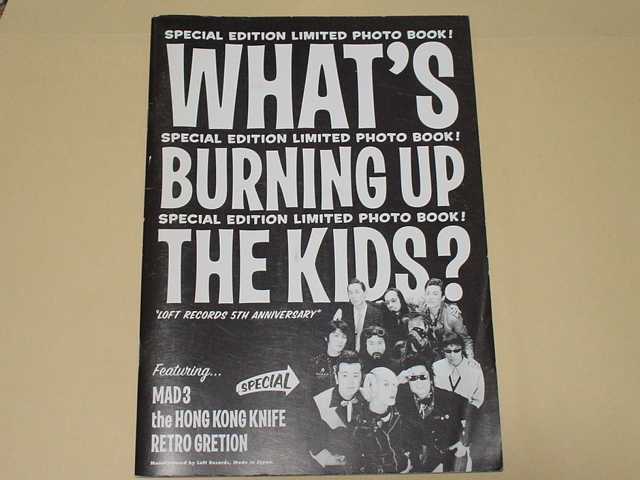 SPECIAL EDITION LIMITED PHOTO BOOK!
WHAT'S
SPECIAL EDITION LIMITED PHOTO BOOK!
BURNING UP
SPECIAL EDITION LIMITED PHOTO BOOK!
THE KIDS?
"LOFT RECORDS 5TH ANNIVERSARY"
Featuring...
SPECIAL
MAD3
the HONG KONG KNIFE
RETRO GRETION
Manufactured by Loft Records, Made in Japan.